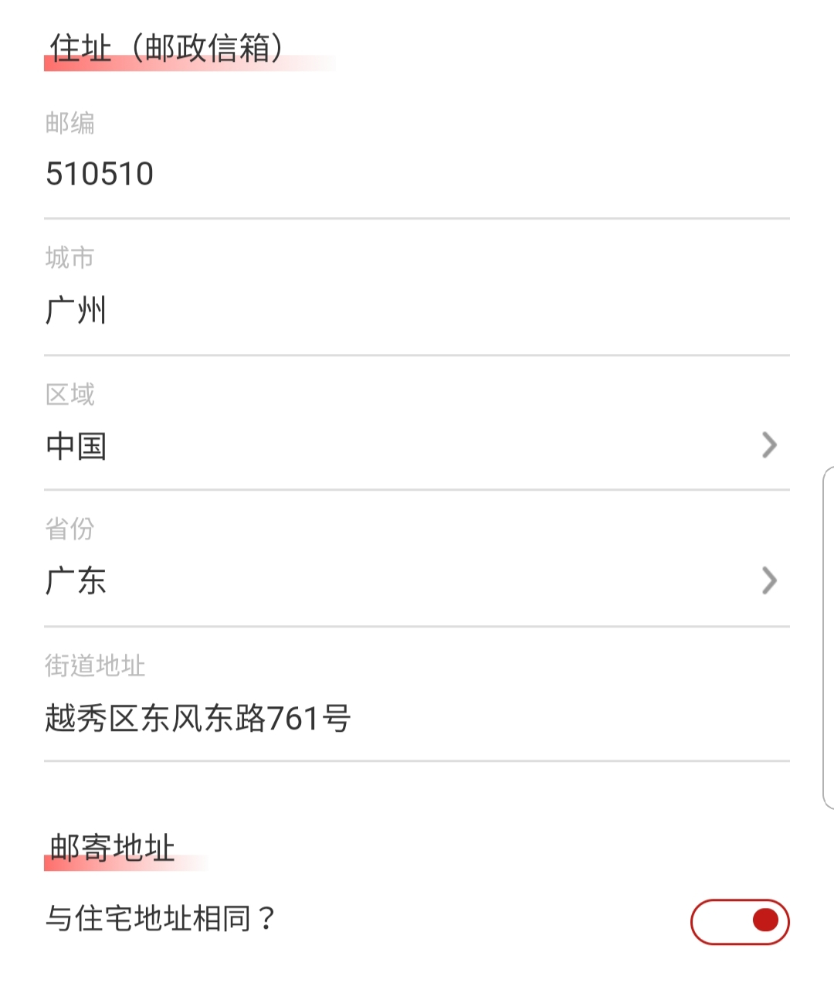 住址（邮政信箱）
邮编
510510
城市
广州
区域
中国
省份
广东
街道地址
越秀区东风东路761号
邮寄地址
与住宅地址相同？